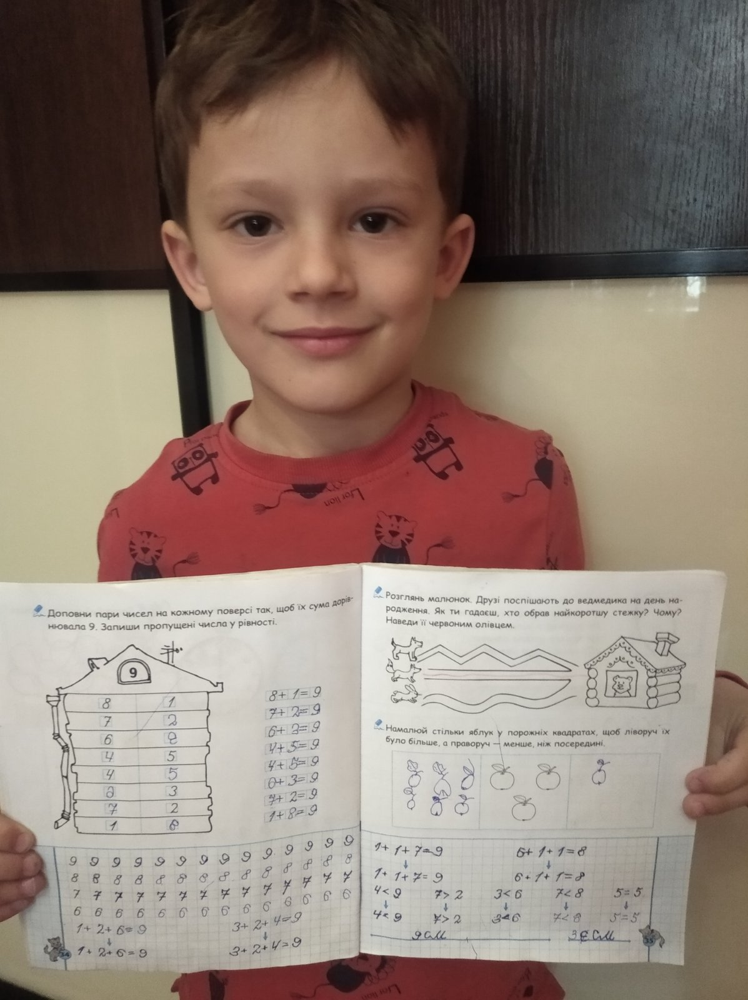 for lion
for lion
Доповни пари чисел на кожному поверсі так, щоб їх сума дорів-
нювала 9. Запиши пропущені числа у рівності.
9
8 1
7 2
6
4 5
4 5
3
7 2
1
8+1=9
7+2=9
6+3=9
4+5=9
4+5=9
6+3=9
7+2=9
1+8=9
9 9 9 9 9 9 9 9 9 9 9 9 9 9
8 8 8 8 8 8 8 8 8 8 8 8 8 8
7 7 7 7 7 7 7 7 7 7 7 7 7 7
6 6 6 6 6 6 6 6 6 6 6 6 6 6
1+2+6=9 3+2+4=9
1+2+6=9 3+2+4=9
34
Розглянь малюнок. Друзі поспішають до ведмедика на день на-
родження. Як ти гадаєш, хто обрав найкоротшу стежку? Чому?
Наведи її червоним олівцем.
Намалюй стільки яблук у порожніх квадратах, щоб ліворуч їх
було більше, а праворуч — менше, ніж посередині.
1+1+7=9 6+1+1=8
1+1+7=9 6+1+1=8
4<9 7>2 3<6 7<8 5=5
4<9 7>2 3<6 7<8 5=5
9 см 3 см
35